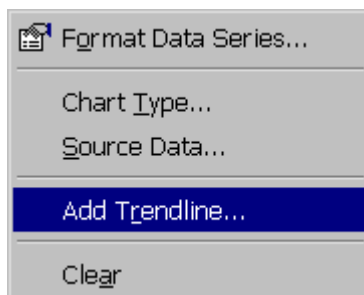 Format Data Series...
Chart Type...
Source Data...
Add Trendline...
Clear